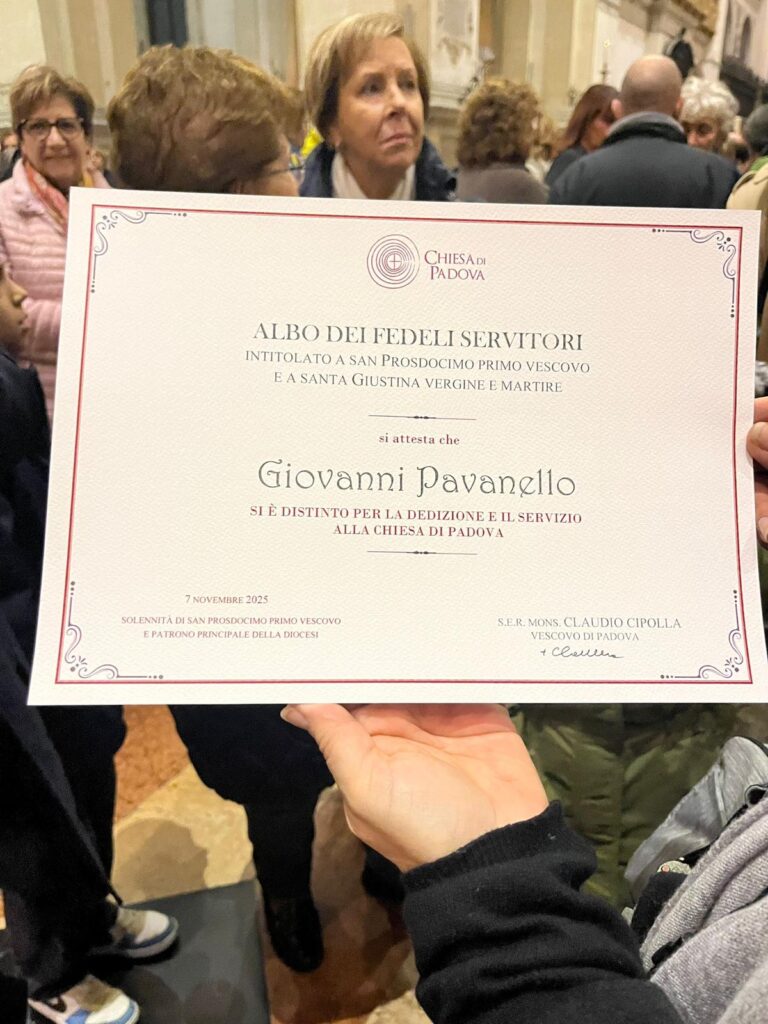 CHIESA DI
PADOVA
ALBO DEI FEDELI SERVITORI
INTITOLATO A SAN PROSDOCIMO PRIMO VESCOVO
E A SANTA GIUSTINA VERGINE E MARTIRE
si attesta che
Giovanni Pavanello
SI È DISTINTO PER LA DEDIZIONE E IL SERVIZIO
ALLA CHIESA DI PADOVA
7 NOVEMBRE 2025
SOLENNITÀ DI SAN PROSDOCIMO PRIMO VESCOVO
E PATRONO PRINCIPALE DELLA DIOCESI
S.E.R. MONS. CLAUDIO CIPOLLA
VESCOVO DI PADOVA